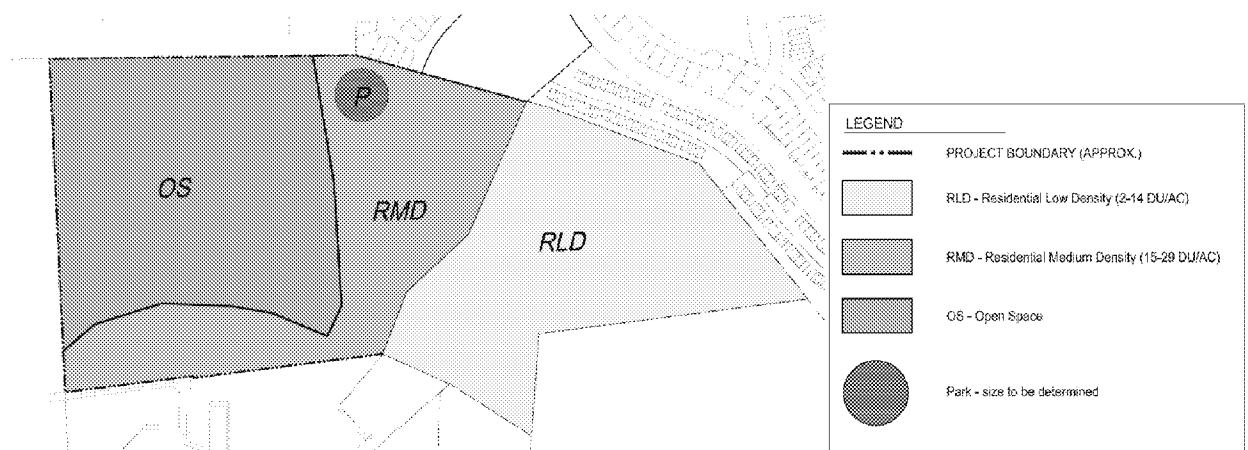 P
OS
RMD
RLD
LEGEND
PROJECT BOUNDARY (APPROX.)
RLD - Residential Low Density (2-14 DU/AC)
RMD - Residential Medium Density (15-29 DU/AC)
OS - Open Space
Park - size to be determined